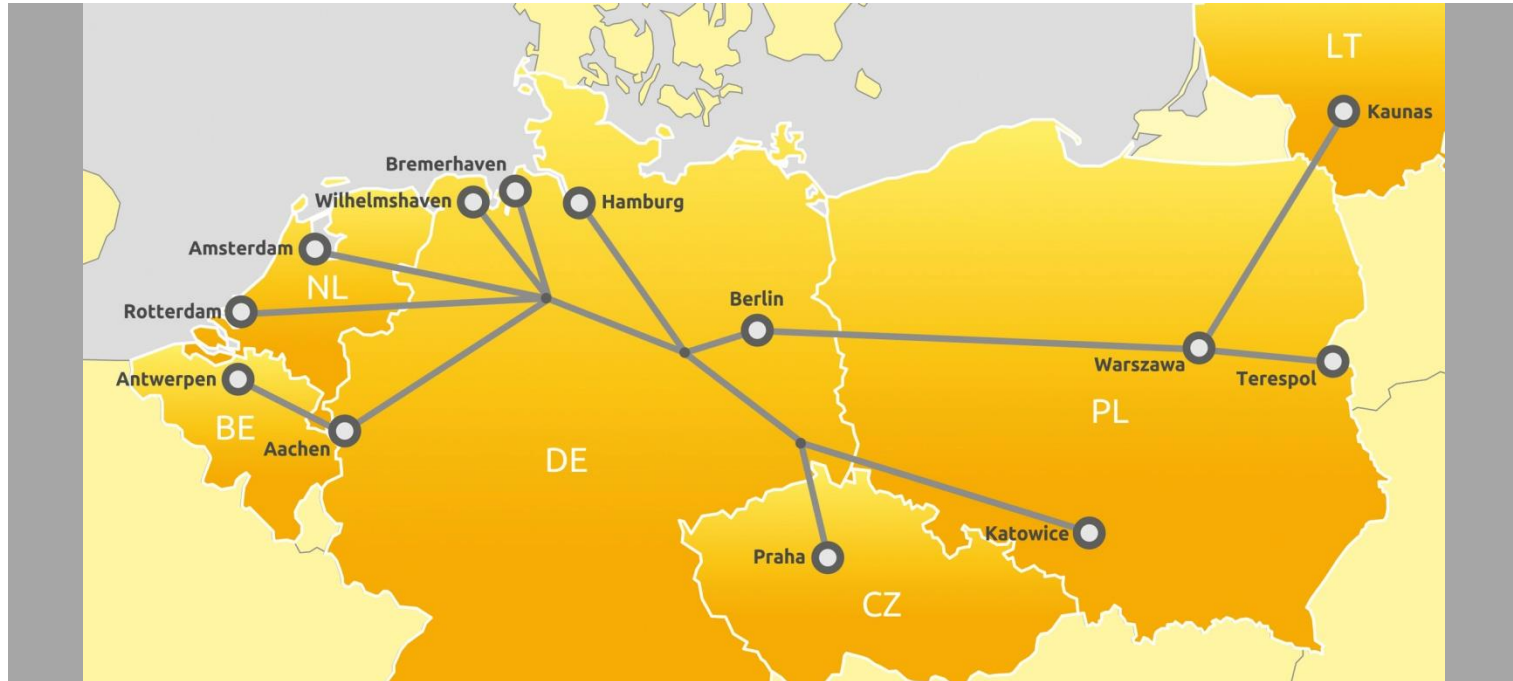 LT
Kaunas
Bremerhaven
Wilhelmshaven
Hamburg
Amsterdam
NL
Rotterdam
Berlin
Warszawa
Terespol
Antwerpen
BE
Aachen
DE
PL
Katowice
Praha
CZ